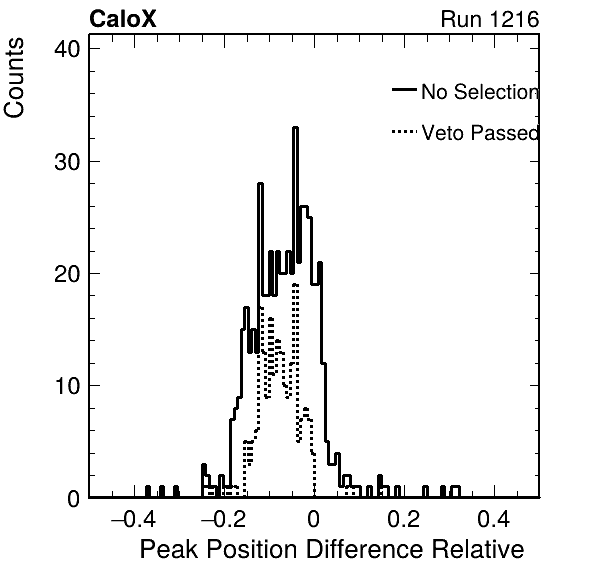 CaloX Run 1216
Counts
40
30
20
10
0
No Selection
Veto Passed
−0.4 −0.2 0 0.2 0.4
Peak Position Difference Relative